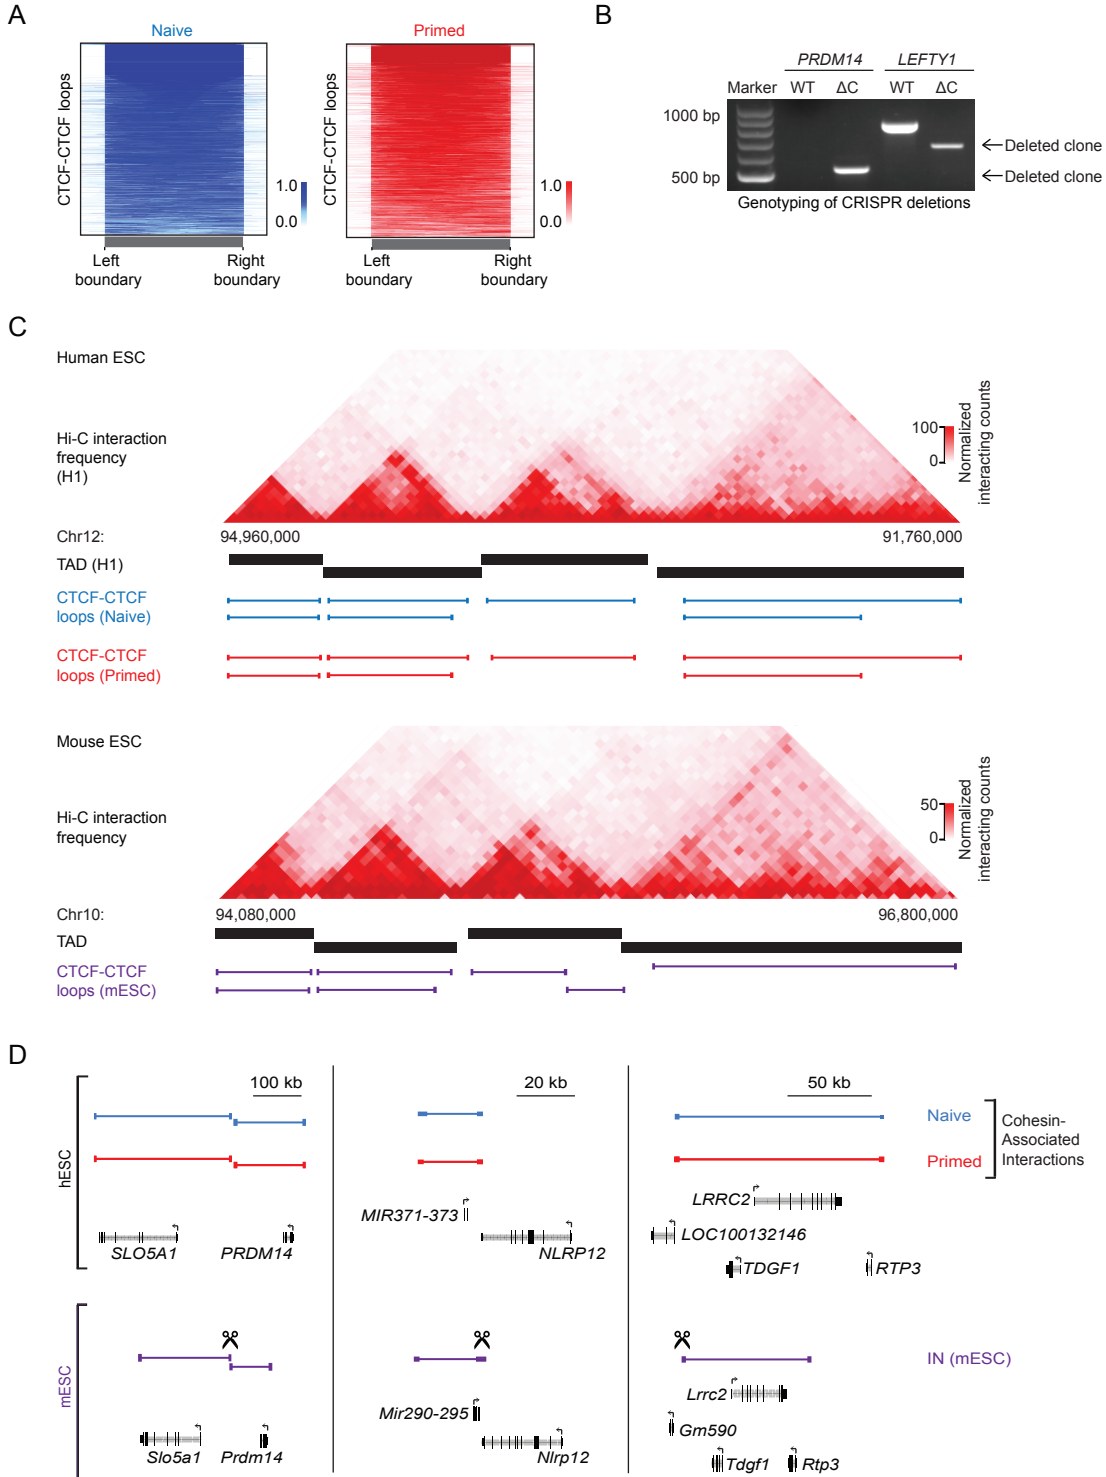 A
Naive
Primed
CTCF-CTCF loops
1.0
0.0
Left boundary
Right boundary
CTCF-CTCF loops
1.0
0.0
Left boundary
Right boundary
B
PRDM14
LEFTY1
Marker
WT
ΔC
WT
ΔC
1000 bp
500 bp
←Deleted clone
←Deleted clone
Genotyping of CRISPR deletions
C
Human ESC
Hi-C interaction
frequency
(H1)
100
0
Normalized
interacting counts
Chr12:
94,960,000
91,760,000
TAD (H1)
CTCF-CTCF
loops (Naive)
CTCF-CTCF
loops (Primed)
Mouse ESC
Hi-C interaction
frequency
50
0
Normalized
interacting counts
Chr10:
94,080,000
96,800,000
TAD
CTCF-CTCF
loops (mESC)
D
hESC
100 kb
20 kb
50 kb
Naive
Primed
Cohesin-
Associated
Interactions
SLO5A1
PRDM14
MIR371-373
NLRP12
LRRC2
LOC100132146
TDGF1
RTP3
mESC
IN (mESC)
Slo5a1
Prdm14
Mir290-295
Nlrp12
Lrrc2
Gm590
Tdgf1
Rtp3